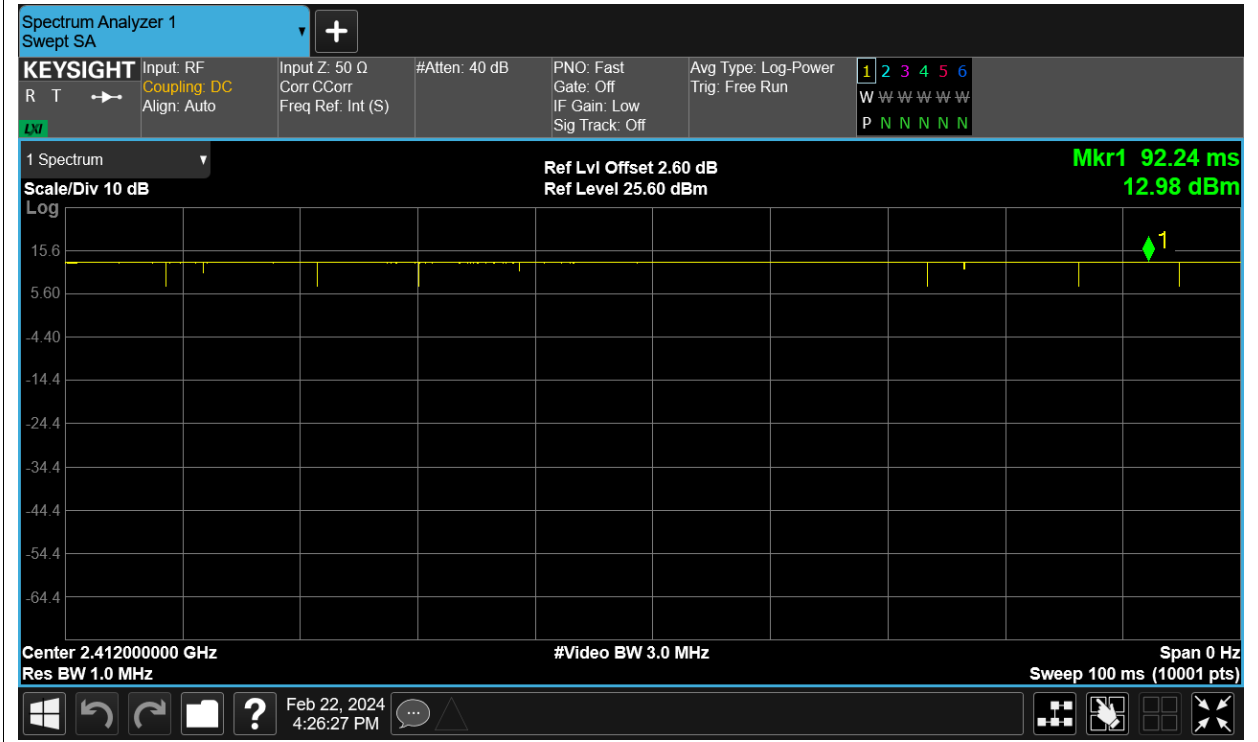 Spectrum Analyzer 1
Swept SA
KEYSIGHT
R T
LXI
Input: RF
Coupling: DC
Align: Auto
Input Z: 50 Ω
Corr CCorr
Freq Ref: Int (S)
#Atten: 40 dB
PNO: Fast
Gate: Off
IF Gain: Low
Sig Track: Off
Avg Type: Log-Power
Trig: Free Run
1 2 3 4 5 6
W W W W W W
P N N N N N
1 Spectrum
Scale/Div 10 dB
Log
Ref Lvl Offset 2.60 dB
Ref Level 25.60 dBm
Mkr1 92.24 ms
12.98 dBm
1
15.6
5.60
-4.40
-14.4
-24.4
-34.4
-44.4
-54.4
-64.4
Center 2.412000000 GHz
Res BW 1.0 MHz
#Video BW 3.0 MHz
Span 0 Hz
Sweep 100 ms (10001 pts)
?
Feb 22, 2024
4:26:27 PM